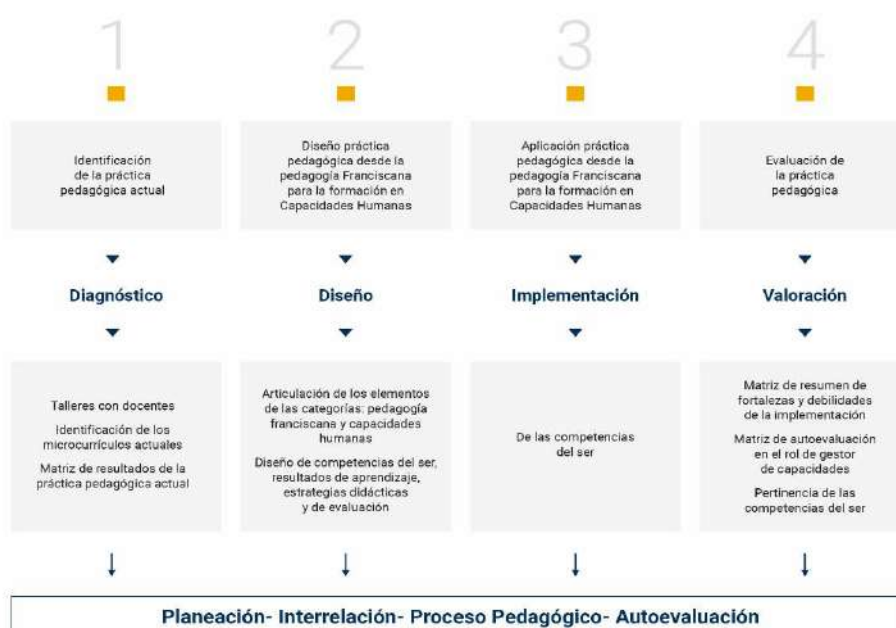 1
2
3
4
Identificación
de la práctica
pedagógica actual
Diseño práctica
pedagógica desde la
pedagogía Franciscana
para la formación en
Capacidades Humanas
Aplicación práctica
pedagógica desde la
pedagogía Franciscana
para la formación en
Capacidades Humanas
Evaluación de
la práctica
pedagógica
Diagnóstico
Diseño
Implementación
Valoración
Talleres con docentes
Identificación de los
microcurrículos actuales
Matriz de resultados de la
práctica pedagógica actual
Articulación de los elementos
de las categorías: pedagogía
franciscana y capacidades
humanas
Diseño de competencias del ser,
resultados de aprendizaje,
estrategias didácticas
y de evaluación
De las competencias
del ser
Matriz de resumen de
fortalezas y debilidades
de la implementación
Matriz de autoevaluación
en el rol de gestor
de capacidades
Pertinencia de las
competencias del ser
Planeación- Interrelación- Proceso Pedagógico- Autoevaluación